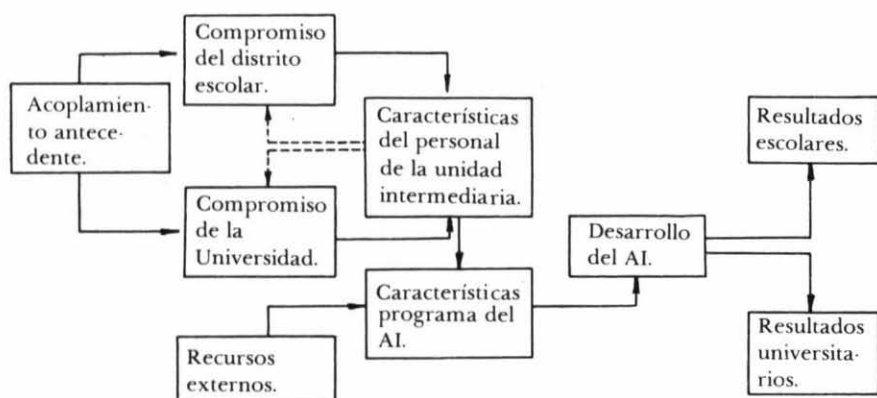 Acoplamien-
to antece-
dente.
Compromiso
del distrito
escolar.
Compromiso
de la
Universidad.
Características
del personal
de la unidad
intermediaria.
Recursos
externos.
Características
programa del
AI.
Desarrollo
del AI.
Resultados
escolares.
Resultados
universita-
rios.